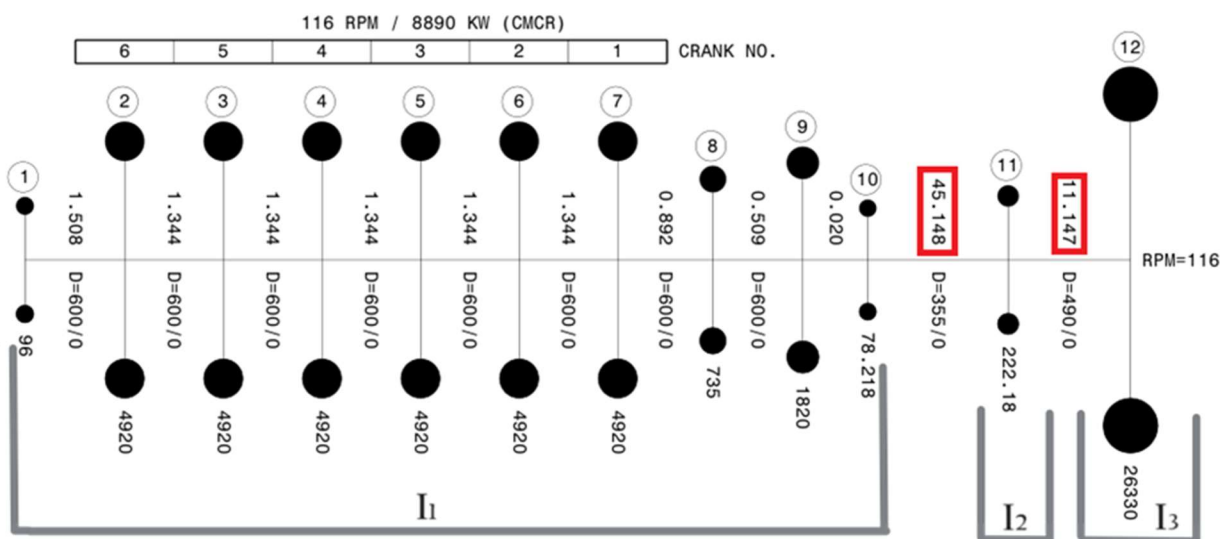 116 RPM / 8890 KW (CMCR)
6 5 4 3 2 1 CRANK NO.
1 2 3 4 5 6 7 8 9 10 11 12
1.508 1.344 1.344 1.344 1.344 1.344 0.892 0.509 0.020 45.148 11.147
RPM=116
D=600/0 D=600/0 D=600/0 D=600/0 D=600/0 D=600/0 D=600/0 D=600/0 D=355/0 D=490/0
96 4920 4920 4920 4920 4920 4920 735 1820 78.218 222.18 26330
I1 I2 I3